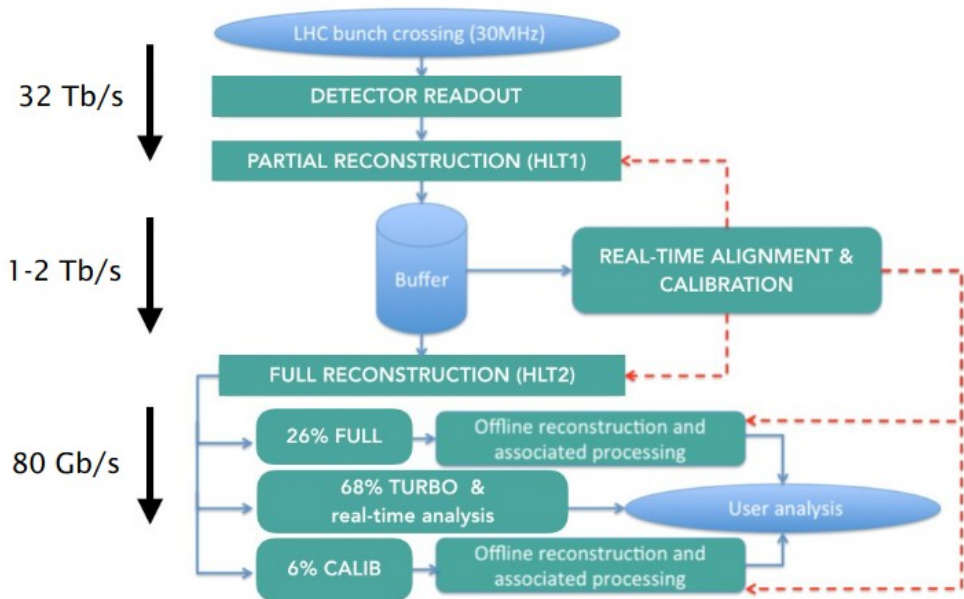 LHC bunch crossing (30MHz)
32 Tb/s
DETECTOR READOUT
PARTIAL RECONSTRUCTION (HLT1)
1-2 Tb/s
Buffer
REAL-TIME ALIGNMENT &
CALIBRATION
FULL RECONSTRUCTION (HLT2)
80 Gb/s
26% FULL
Offline reconstruction and
associated processing
68% TURBO &
real-time analysis
User analysis
6% CALIB
Offline reconstruction and
associated processing